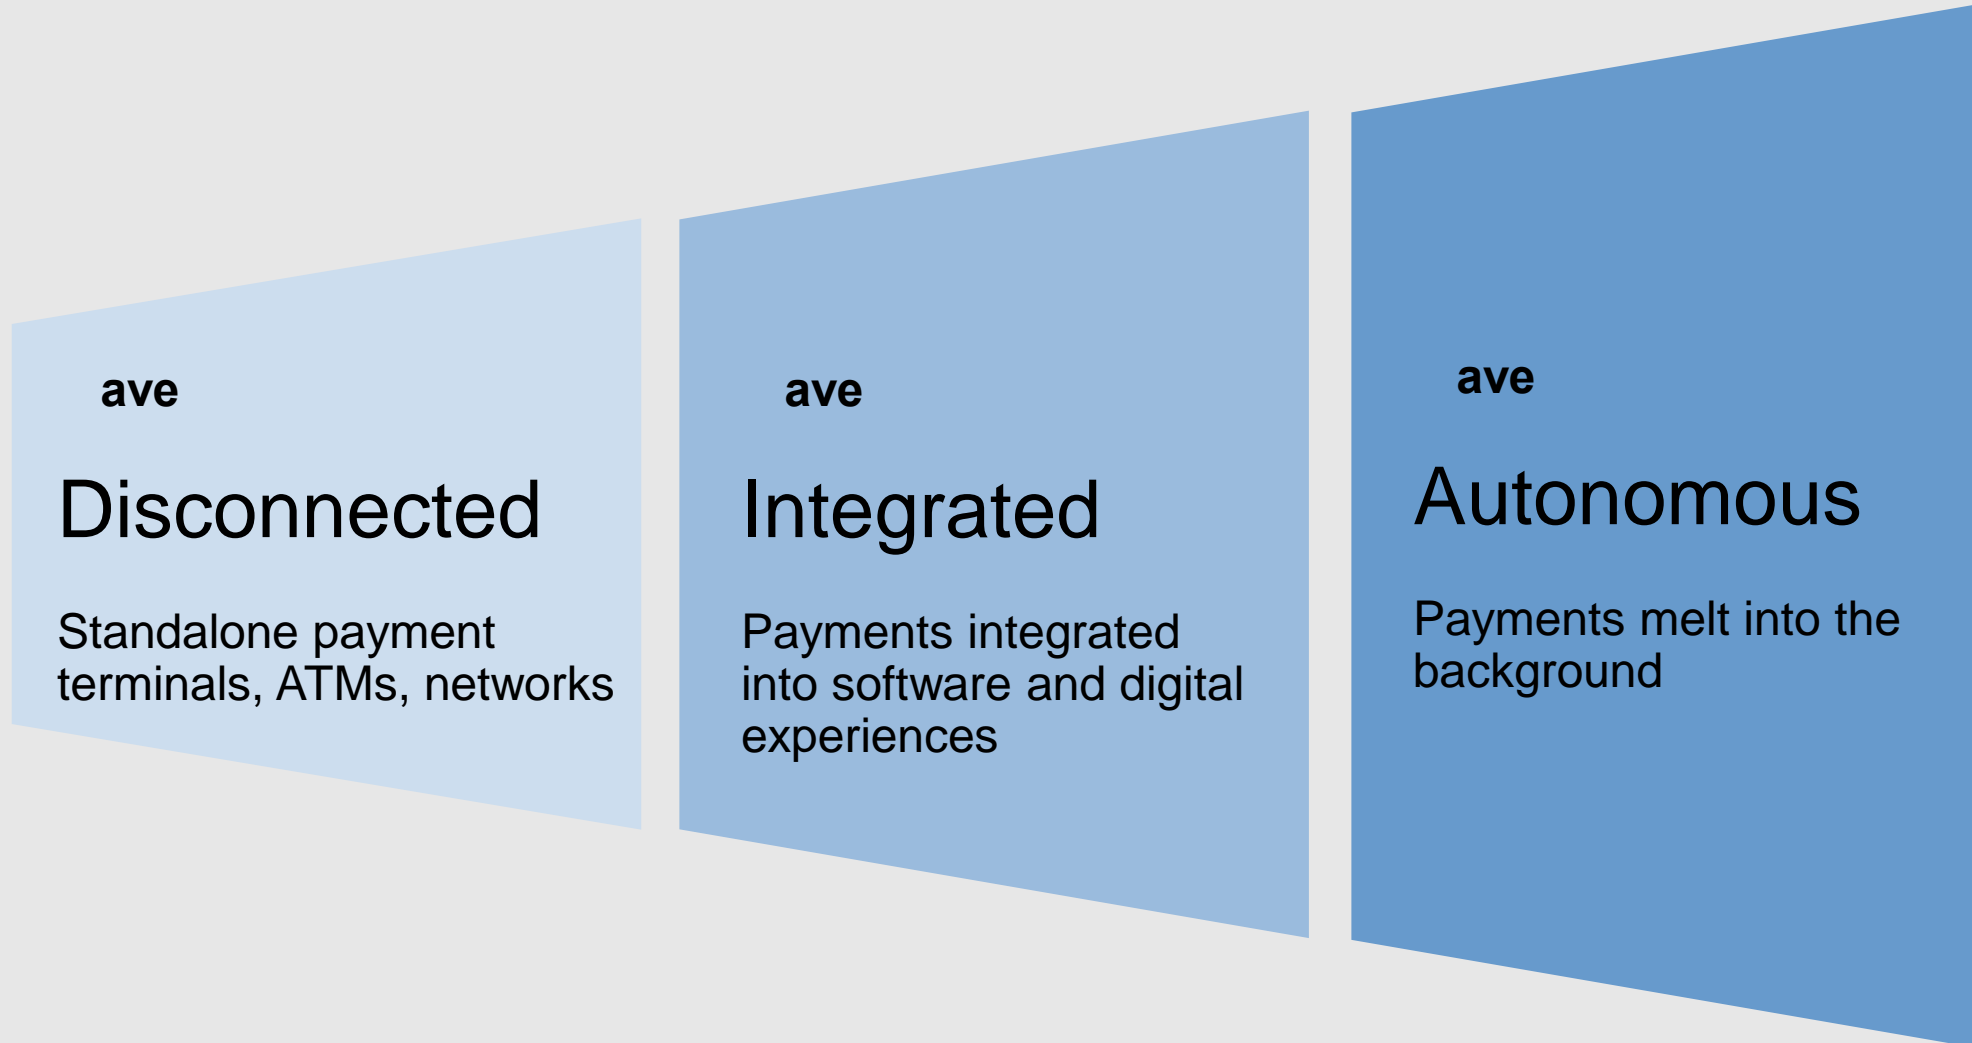 ave
Disconnected
Standalone payment
terminals, ATMs, networks
ave
Integrated
Payments integrated
into software and digital
experiences
ave
Autonomous
Payments melt into the
background